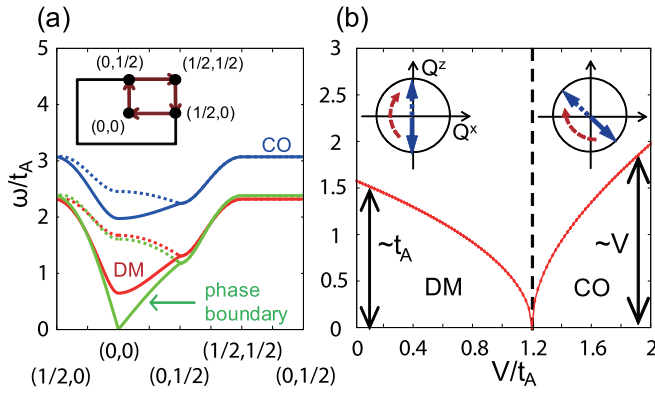 (a)
5
4
3
2
1
0
ω/t_A
(0,1/2)
(1/2,1/2)
(0,0)
(1/2,0)
CO
DM
phase
boundary
(0,0)
(1/2,1/2)
(1/2,0)
(0,1/2)
(0,1/2)
(b)
3
2.5
2
1.5
1
0.5
0
Q^z
Q^x
~t_A
~V
DM
CO
0
0.4
0.8
1.2
1.6
2
V/t_A